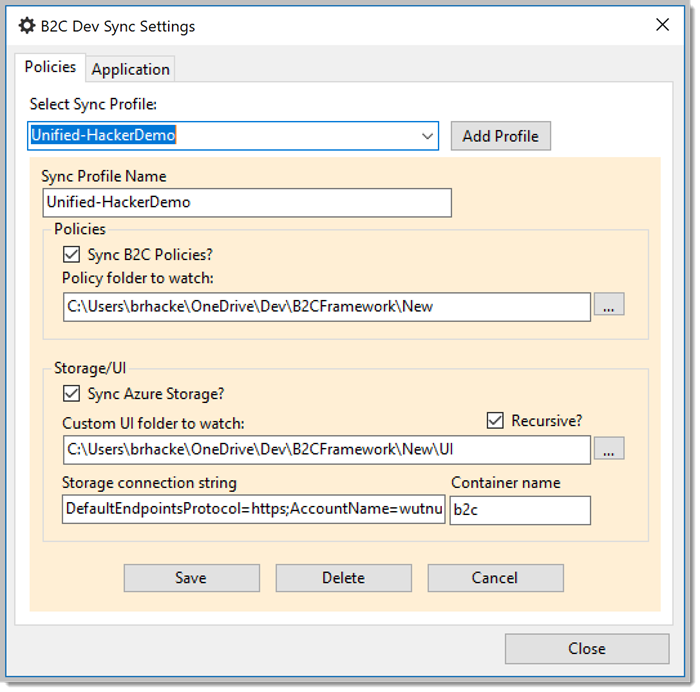 B2C Dev Sync Settings
Policies Application
Select Sync Profile:
Unified-HackerDemo Add Profile
Sync Profile Name
Unified-HackerDemo
Policies
Sync B2C Policies?
Policy folder to watch:
C:\Users\brhacke\OneDrive\Dev\B2CFramework\New ...
Storage/UI
Sync Azure Storage?
Custom UI folder to watch: Recursive?
C:\Users\brhacke\OneDrive\Dev\B2CFramework\New\UI ...
Storage connection string Container name
DefaultEndpointsProtocol=https;AccountName=wutnu b2c
Save Delete Cancel
Close